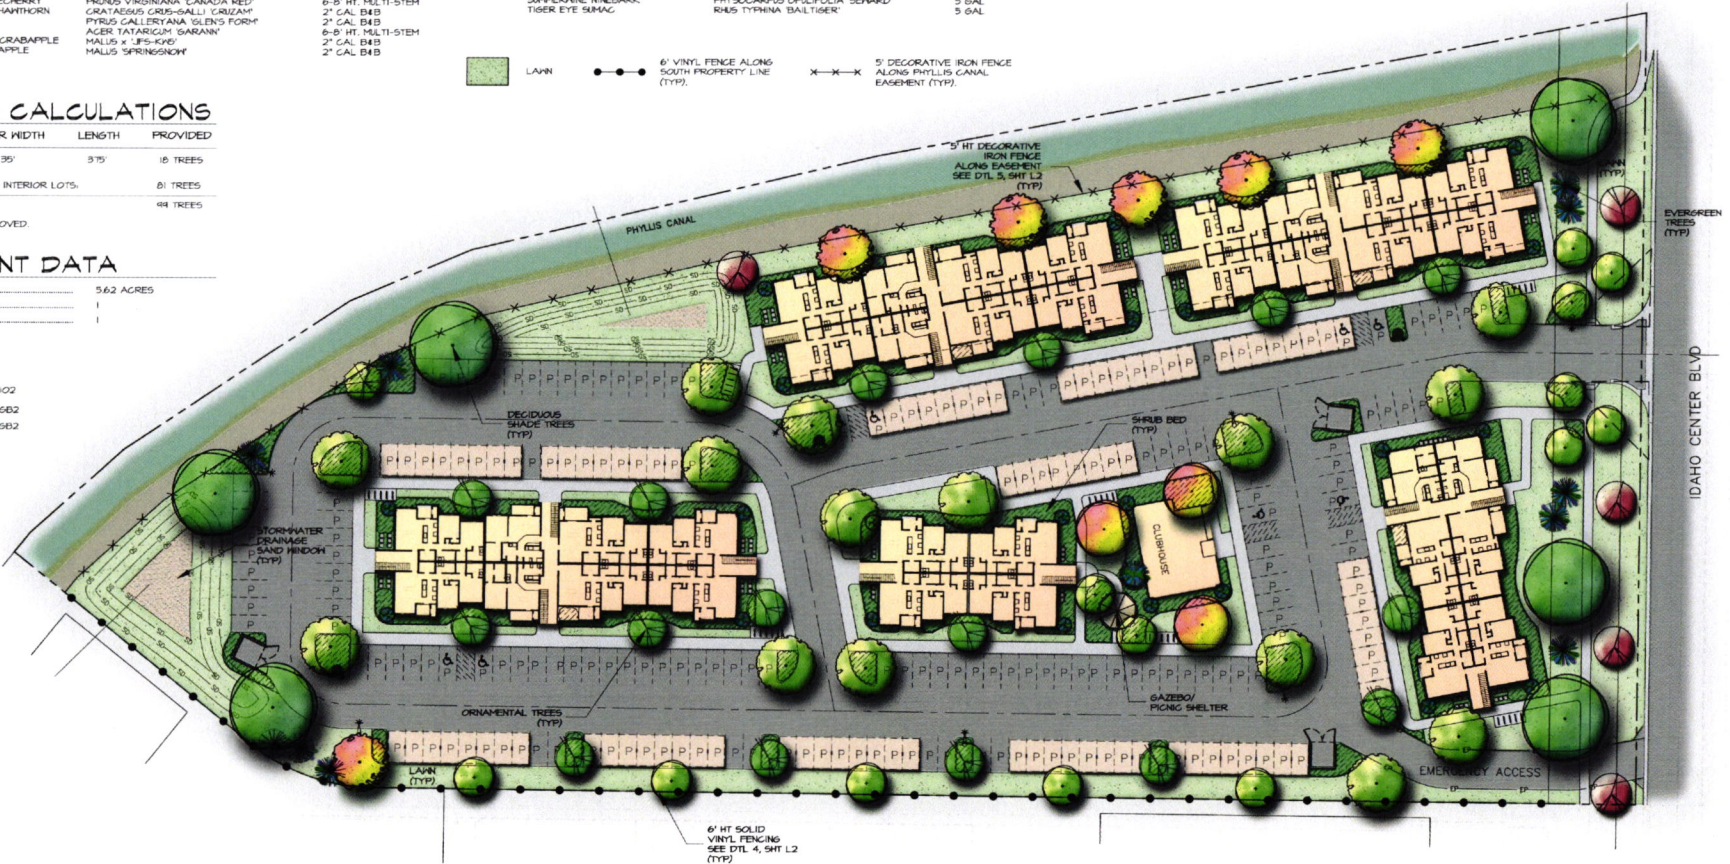 CRABAPPLE
PRUNUS VIRGINIANA 'CANADA RED' 6-8' HT. MULTI-STEM
CRATAEGUS CRUS-GALLI 'CRUZAM' 2" CAL B&B
PYRUS CALLERYANA 'GLEN'S FORM' 2" CAL B&B
ACER TATARICUM 'GARANN' 6-8' HT. MULTI-STEM
MALUS x 'JFS-KW5' 2" CAL B&B
MALUS 'SPRINGSNOW' 2" CAL B&B
TIGER EYE SUMAC RHUS TYPHINA 'BAILTIGER' 5 GAL
LAWN
6' VINYL FENCE ALONG
SOUTH PROPERTY LINE
(TYP).
5' DECORATIVE IRON FENCE
ALONG PHYLLIS CANAL
EASEMENT (TYP).
CALCULATIONS
WIDTH LENGTH PROVIDED
35' 375' 18 TREES
INTERIOR LOTS: 81 TREES
99 TREES
DATA
5.62 ACRES
1
1
PHYLLIS CANAL
5' HT DECORATIVE
IRON FENCE
ALONG EASEMENT
SEE DTL 5, SHT L2
(TYP)
LAWN
(TYP)
EVERGREEN
TREES
(TYP)
IDAHO CENTER BLVD
DECIDUOUS
SHADE TREES
(TYP)
SHRUB BED
(TYP)
STORMWATER
DRAINAGE
SAND WINDOW
(TYP)
CLUBHOUSE
ORNAMENTAL TREES
(TYP)
GAZEBO/
PICNIC SHELTER
LAWN
(TYP)
EMERGENCY ACCESS
6' HT SOLID
VINYL FENCING
SEE DTL 4, SHT L2
(TYP)